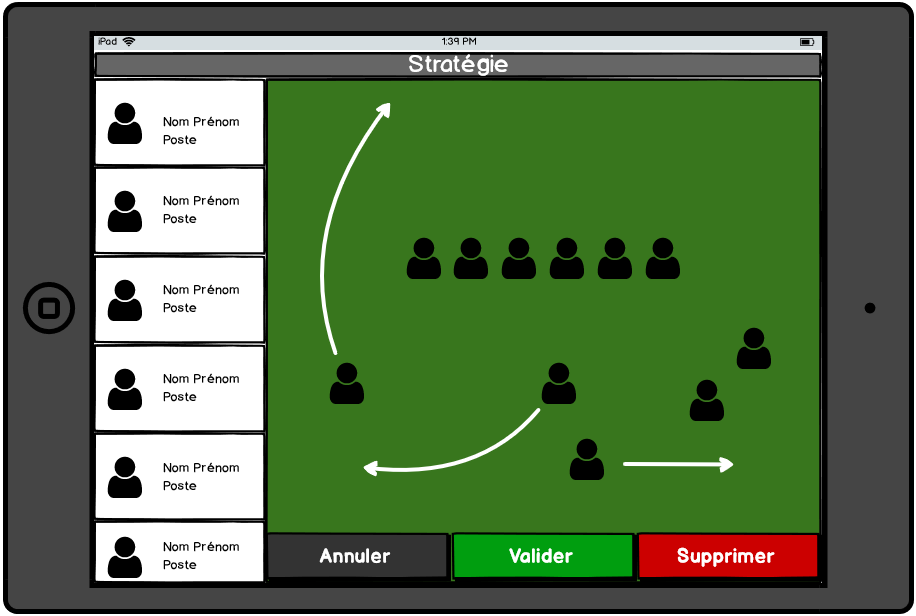 iPad
1:39 PM
Stratégie
Nom Prénom
Poste
Nom Prénom
Poste
Nom Prénom
Poste
Nom Prénom
Poste
Nom Prénom
Poste
Nom Prénom
Poste
Annuler
Valider
Supprimer